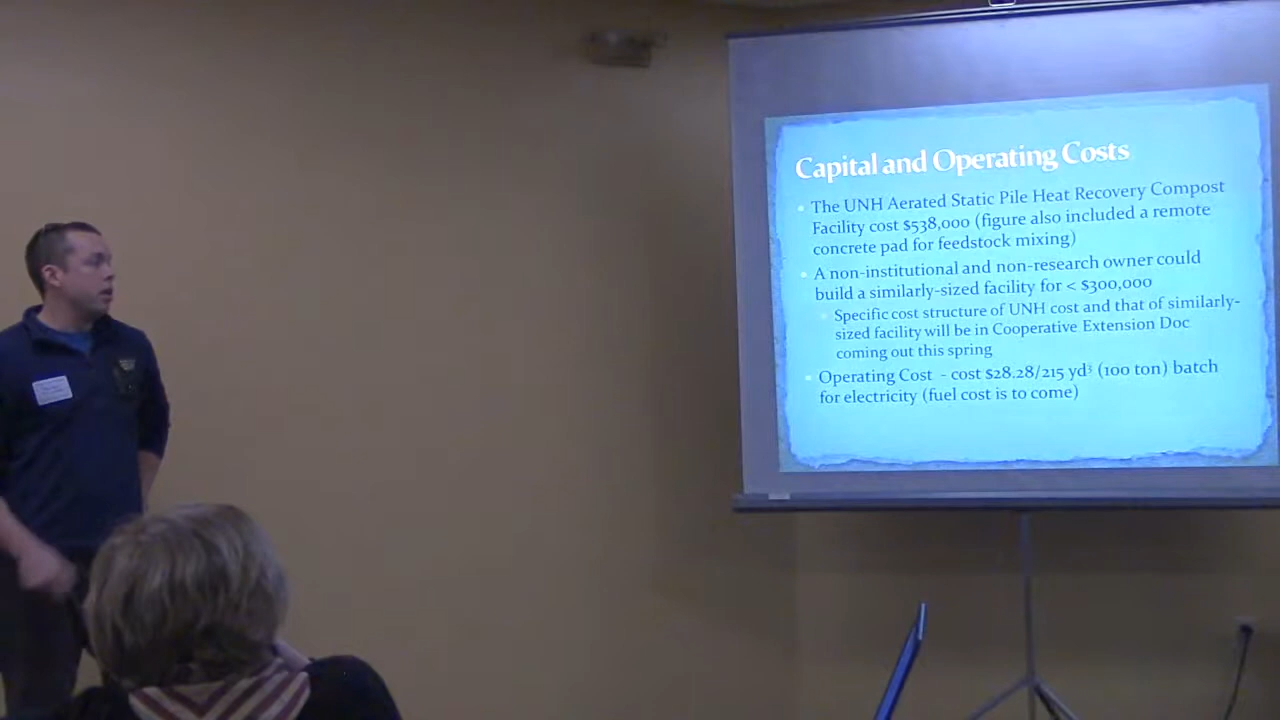 Capital and Operating Costs
• The UNH Aerated Static Pile Heat Recovery Compost
Facility cost $538,000 (figure also included a remote
concrete pad for feedstock mixing)
• A non-institutional and non-research owner could
build a similarly-sized facility for < $300,000
• Specific cost structure of UNH cost and that of similarly-
sized facility will be in Cooperative Extension Doc
coming out this spring
• Operating Cost - cost $28.28/215 yd³ (100 ton) batch
for electricity (fuel cost is to come)